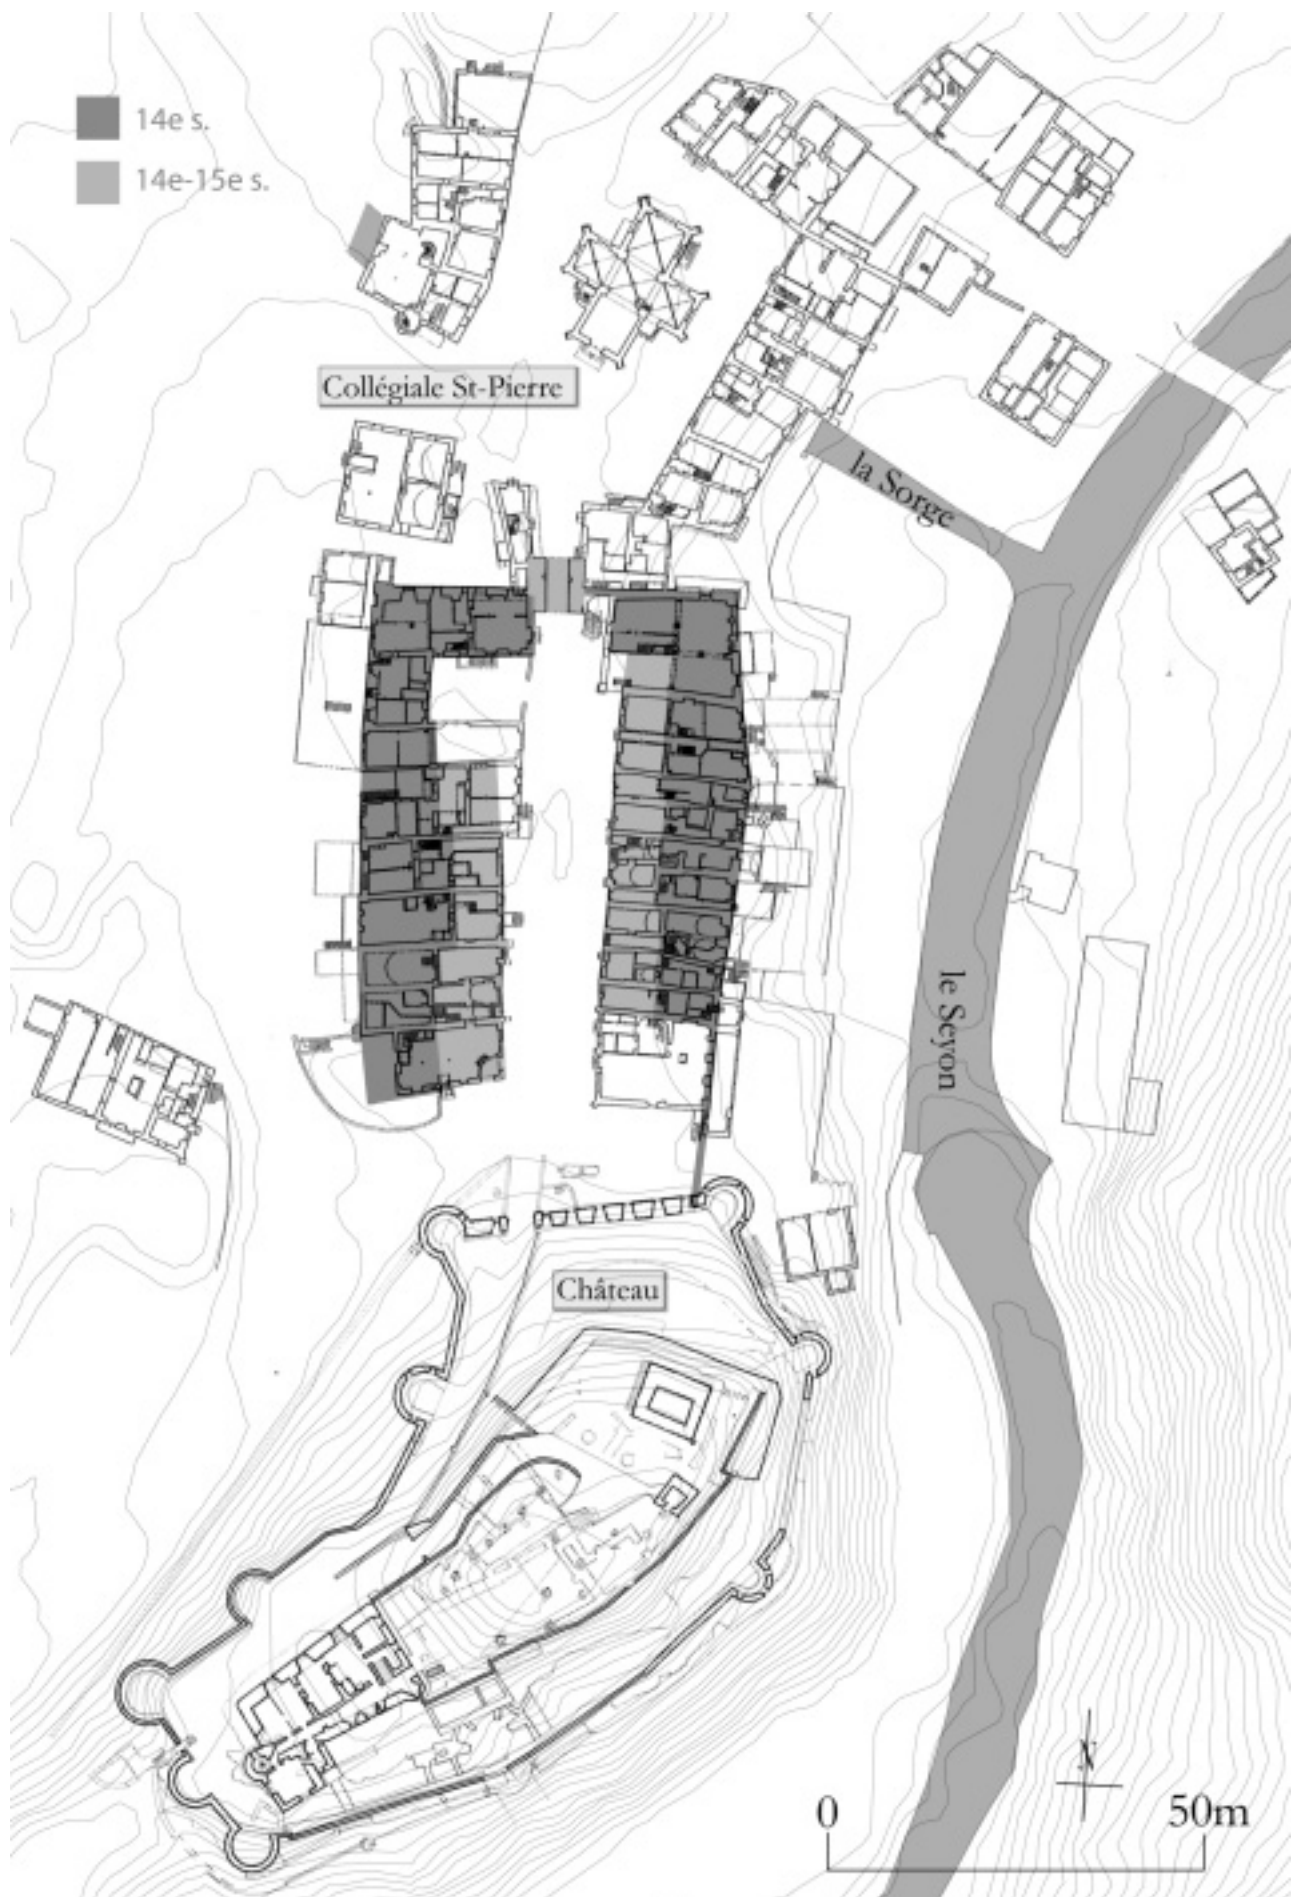 14e s.
14e-15e s.
Collégiale St-Pierre
la Sorge
le Seyon
Château
N
0
50m